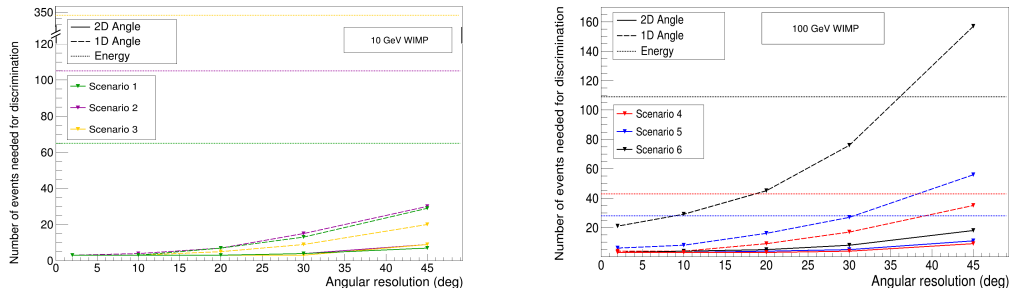 350
120
100
80
60
40
20
0
Number of events needed for discrimination
2D Angle
1D Angle
Energy
10 GeV WIMP
Scenario 1
Scenario 2
Scenario 3
0 5 10 15 20 25 30 35 40 45
Angular resolution (deg)
160
140
120
100
80
60
40
20
Number of events needed for discrimination
2D Angle
1D Angle
Energy
100 GeV WIMP
Scenario 4
Scenario 5
Scenario 6
0 5 10 15 20 25 30 35 40 45
Angular resolution (deg)